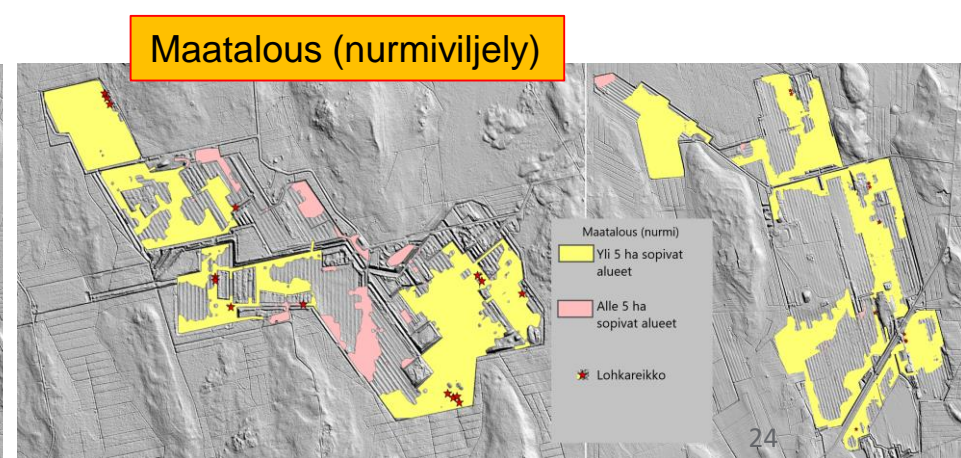 Maatalous (nurmiviljely)
Maatalous (nurmi)
Yli 5 ha sopivat
alueet
Alle 5 ha
sopivat alueet
Lohkareikko
24